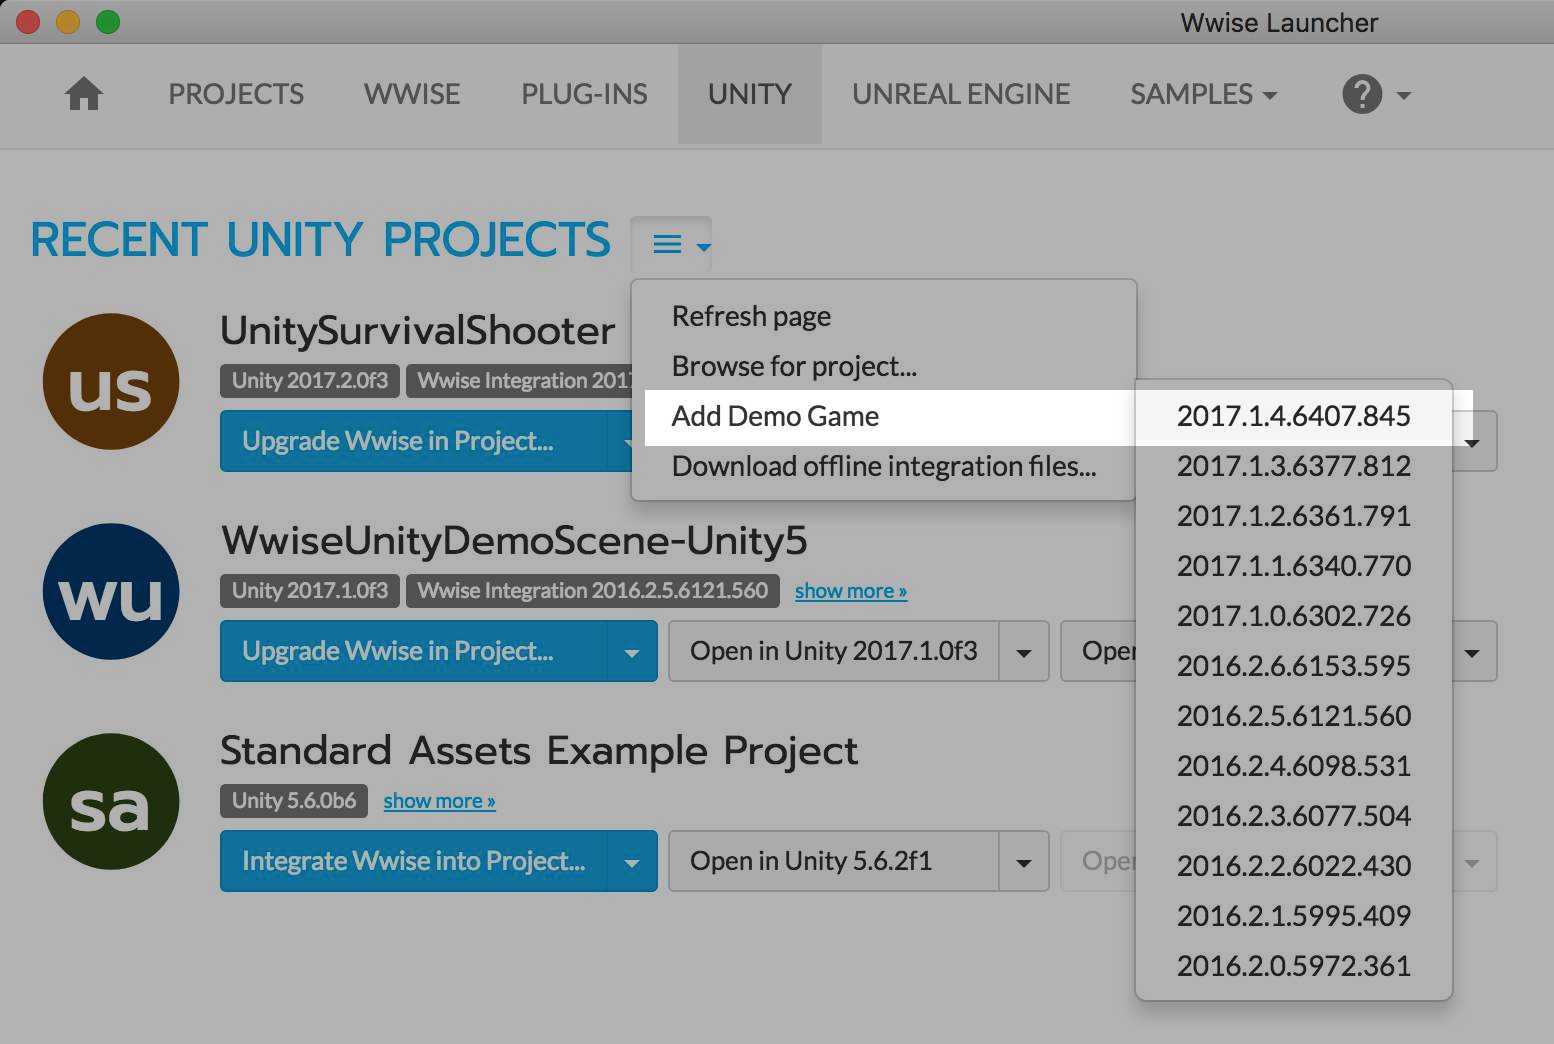 Wwise Launcher
PROJECTS WWISE PLUG-INS UNITY UNREAL ENGINE SAMPLES ?
RECENT UNITY PROJECTS
us
UnitySurvivalShooter
Unity 2017.2.0f3 Wwise Integration 2017
Upgrade Wwise in Project...
Refresh page
Browse for project...
Add Demo Game
Download offline integration files...
2017.1.4.6407.845
2017.1.3.6377.812
2017.1.2.6361.791
2017.1.1.6340.770
2017.1.0.6302.726
2016.2.6.6153.595
2016.2.5.6121.560
2016.2.4.6098.531
2016.2.3.6077.504
2016.2.2.6022.430
2016.2.1.5995.409
2016.2.0.5972.361
wu
WwiseUnityDemoScene-Unity5
Unity 2017.1.0f3 Wwise Integration 2016.2.5.6121.560 show more »
Upgrade Wwise in Project... Open in Unity 2017.1.0f3 Open
sa
Standard Assets Example Project
Unity 5.6.0b6 show more »
Integrate Wwise into Project... Open in Unity 5.6.2f1 Open